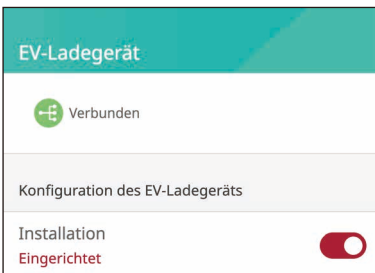 EV-Ladegerät
Verbunden
Konfiguration des EV-Ladegeräts
Installation
Eingerichtet